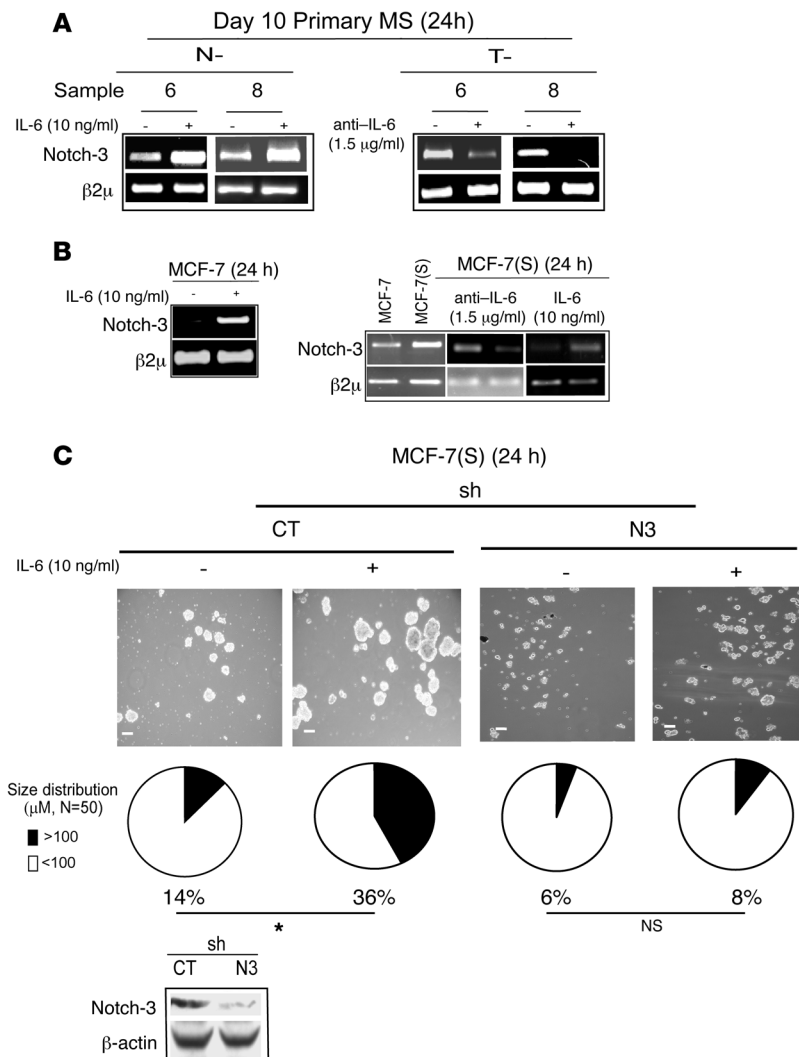 A
Day 10 Primary MS (24h)
N- T-
Sample 6 8 6 8
IL-6 (10 ng/ml) - + - + anti–IL-6 (1.5 μg/ml) - + - +
Notch-3
β2μ
B
MCF-7 (24 h)
IL-6 (10 ng/ml) - +
Notch-3
β2μ
MCF-7
MCF-7(S)
MCF-7(S) (24 h)
anti–IL-6 IL-6
(1.5 μg/ml) (10 ng/ml)
Notch-3
β2μ
C
MCF-7(S) (24 h)
sh
CT N3
IL-6 (10 ng/ml) - + - +
Size distribution
(μM, N=50)
>100
<100
14% 36% 6% 8%
* NS
sh
CT N3
Notch-3
β-actin